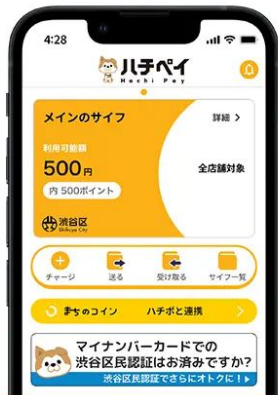 4:28
ハチペイ
Hachi Pay
メインのサイフ
詳細 >
利用可能額
500円
内 500ポイント
全店舗対象
渋谷区
Shibuya City
チャージ
送る
受け取る
サイフ一覧
まちのコイン
ハチポと連携
マイナンバーカードでの
渋谷区民認証はお済みですか?
渋谷区民認証でさらにオトクに!